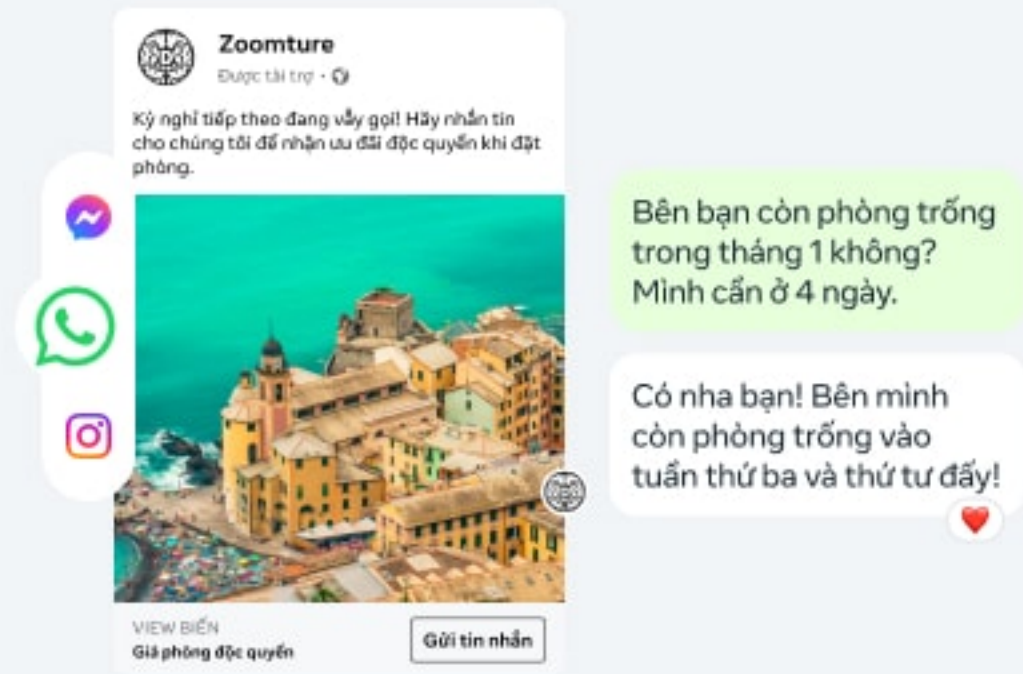 Zoomture
Được tài trợ ·
Kỳ nghỉ tiếp theo đang vẫy gọi! Hãy nhắn tin
cho chúng tôi để nhận ưu đãi độc quyền khi đặt
phòng.
VIEW BIỂN
Giá phòng độc quyền
Gửi tin nhắn
Bên bạn còn phòng trống
trong tháng 1 không?
Mình cần ở 4 ngày.
Có nha bạn! Bên mình
còn phòng trống vào
tuần thứ ba và thứ tư đấy!